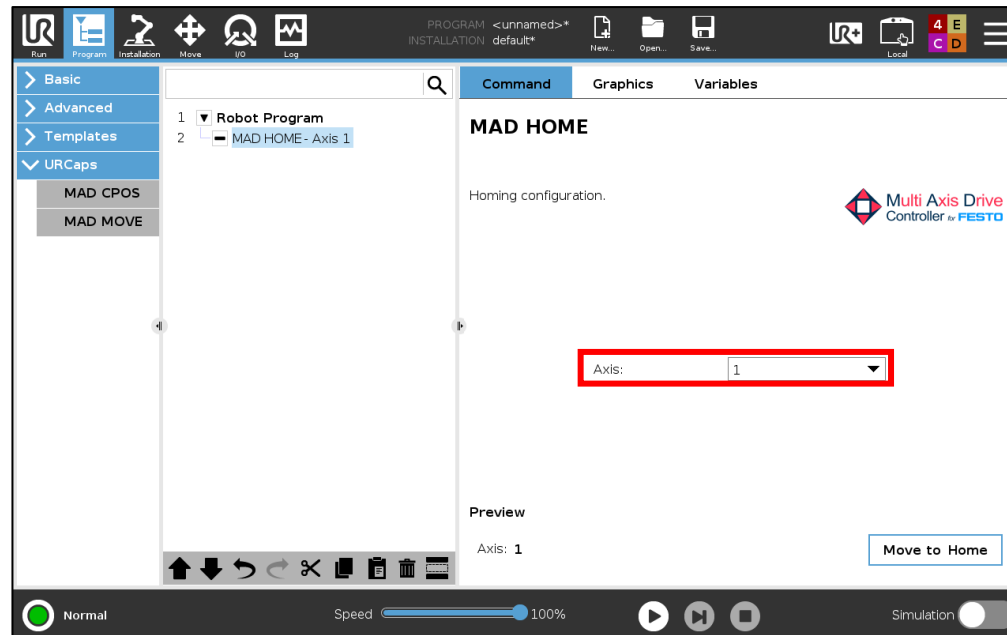 PROGRAM <unnamed>*
INSTALLATION default*
Run
Program
Installation
Move
I/O
Log
New...
Open...
Save...
UR+
Local
4 E
C D
Basic
Advanced
Templates
URCaps
MAD CPOS
MAD MOVE
1 Robot Program
2 MAD HOME - Axis 1
Command Graphics Variables
MAD HOME
Homing configuration.
Multi Axis Drive
Controller for FESTO
Axis: 1
Preview
Axis: 1
Move to Home
Normal
Speed 100%
Simulation